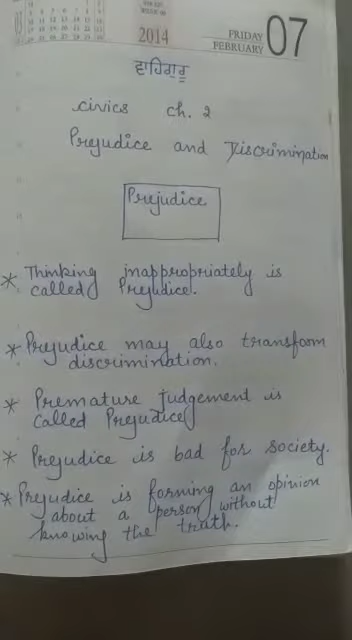 2014
FRIDAY
FEBRUARY
07
ਵਾਹਿਗੁਰੂ
Civics ch. 2
Prejudice and Discrimination
Prejudice
* Thinking inappropriately is
called Prejudice.
* Prejudice may also transform
discrimination.
* Premature judgement is
called Prejudice
* Prejudice is bad for society.
* Prejudice is forming an opinion
about a person without
knowing the truth.